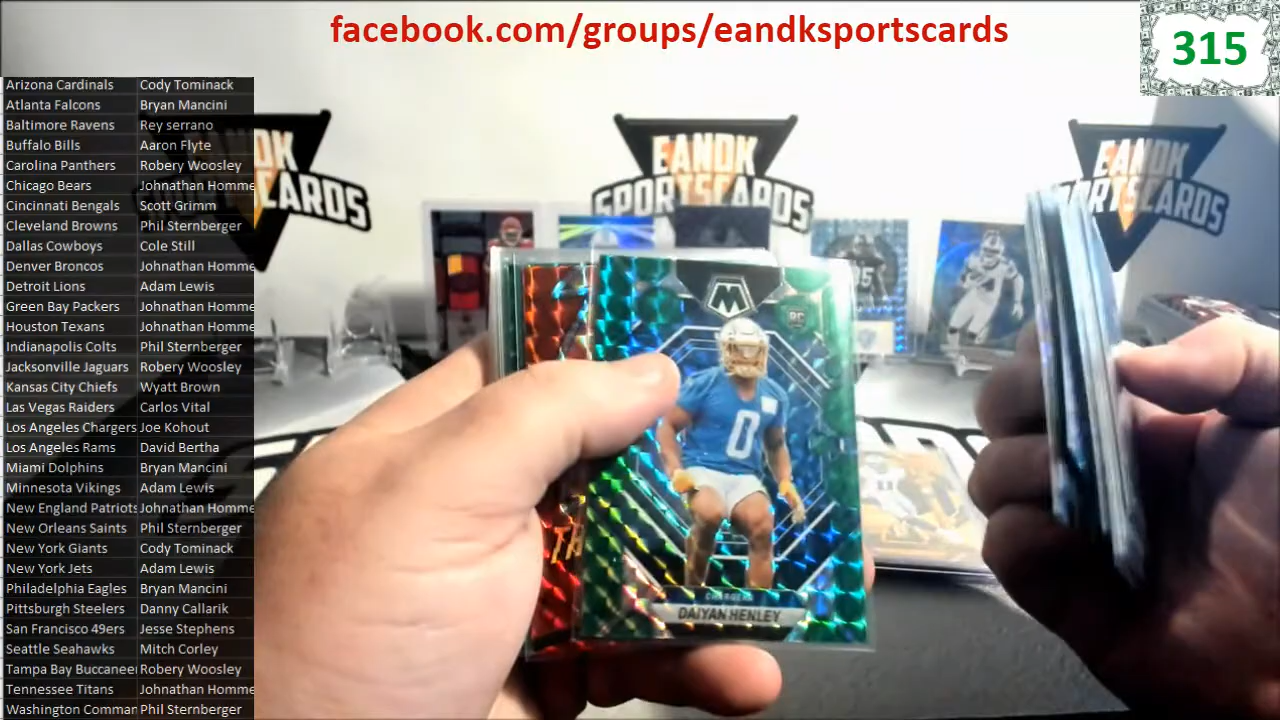 facebook.com/groups/eandksportscards
315
Arizona Cardinals Cody Tominack
Atlanta Falcons Bryan Mancini
Baltimore Ravens Rey serrano
Buffalo Bills Aaron Flyte
Carolina Panthers Robery Woosley
Chicago Bears Johnathan Homme
Cincinnati Bengals Scott Grimm
Cleveland Browns Phil Sternberger
Dallas Cowboys Cole Still
Denver Broncos Johnathan Homme
Detroit Lions Adam Lewis
Green Bay Packers Johnathan Homme
Houston Texans Johnathan Homme
Indianapolis Colts Phil Sternberger
Jacksonville Jaguars Robery Woosley
Kansas City Chiefs Wyatt Brown
Las Vegas Raiders Carlos Vital
Los Angeles Chargers Joe Kohout
Los Angeles Rams David Bertha
Miami Dolphins Bryan Mancini
Minnesota Vikings Adam Lewis
New England Patriots Johnathan Homme
New Orleans Saints Phil Sternberger
New York Giants Cody Tominack
New York Jets Adam Lewis
Philadelphia Eagles Bryan Mancini
Pittsburgh Steelers Danny Callarik
San Francisco 49ers Jesse Stephens
Seattle Seahawks Mitch Corley
Tampa Bay Buccanee Robery Woosley
Tennessee Titans Johnathan Homme
Washington Comman Phil Sternberger
DK
CARDS
EANDK
SPORTSCARDS
EANDK
SPORTSCARDS
M
RC
0
CHARGERS
DAIYAN HENLEY
TH